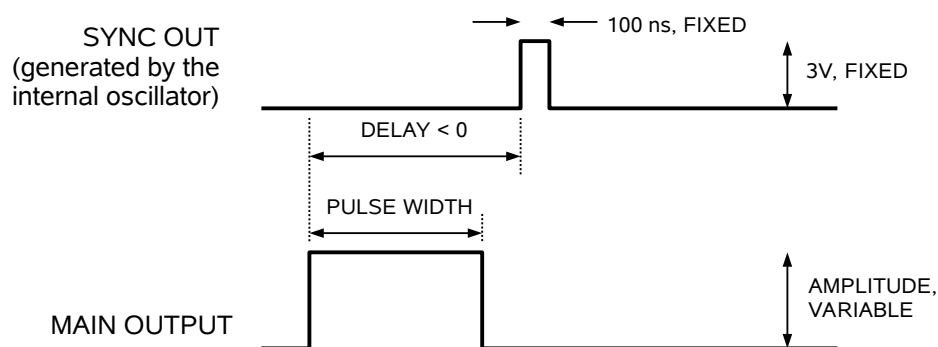 SYNC OUT
(generated by the
internal oscillator)
100 ns, FIXED
3V, FIXED
DELAY < 0
PULSE WIDTH
MAIN OUTPUT
AMPLITUDE,
VARIABLE